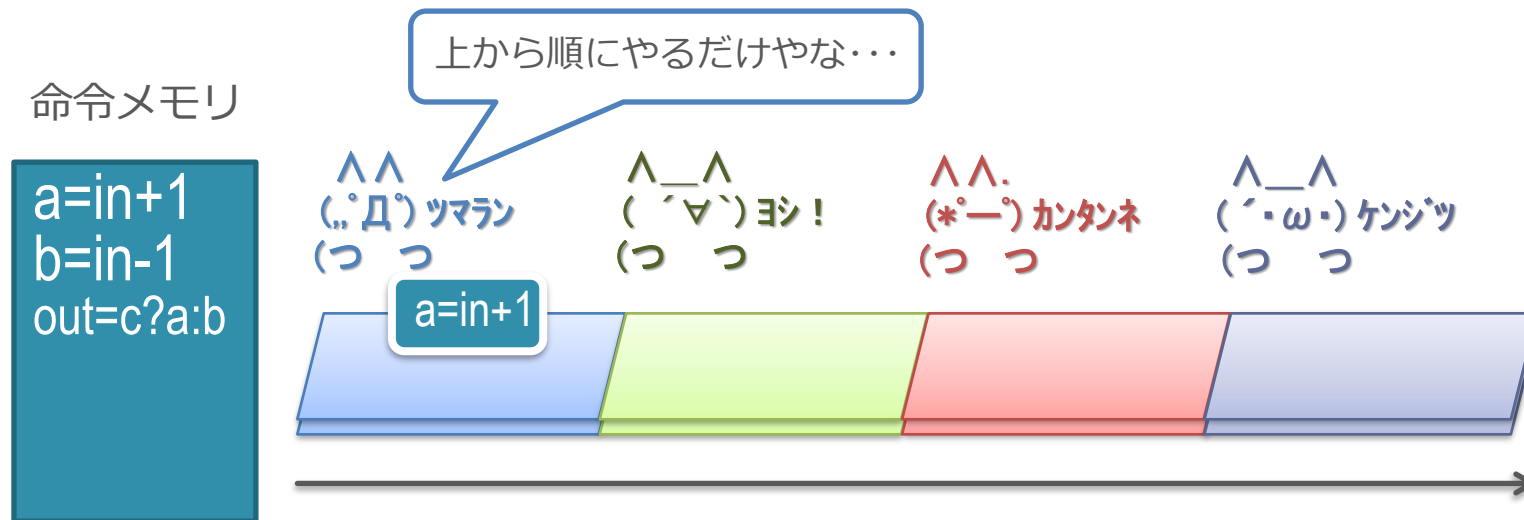 上から順にやるだけやな･･･
命令メモリ
a=in+1
b=in-1
out=c?a:b
∧ ∧
(,,ﾟДﾟ) ﾂﾏﾗﾝ
(つ　つ
∧＿∧
( ´∀｀) ﾖｼ！
(つ　つ
∧ ∧.
(*ﾟーﾟ) ｶﾝﾀﾝﾈ
(つ　つ
∧＿∧
( ´・ω・) ｹﾝｼﾞﾂ
(つ　つ
a=in+1